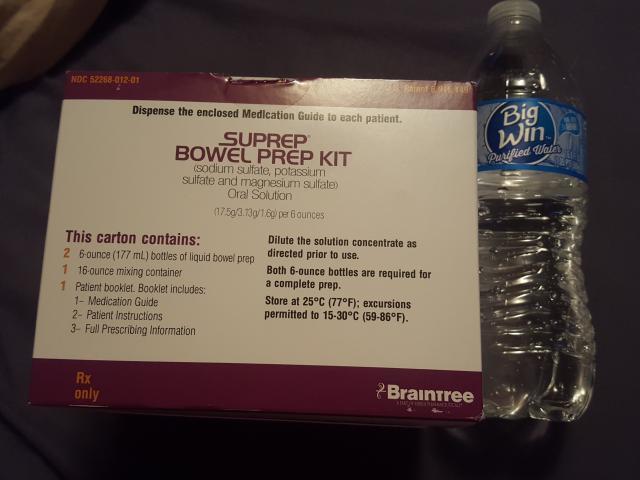 NDC 52268-012-01
U.S. Patent 6,946,149
Dispense the enclosed Medication Guide to each patient.
SUPREP®
BOWEL PREP KIT
(sodium sulfate, potassium
sulfate and magnesium sulfate)
Oral Solution
(17.5g/3.13g/1.6g) per 6 ounces
This carton contains:
2 6-ounce (177 mL) bottles of liquid bowel prep
1 16-ounce mixing container
1 Patient booklet. Booklet includes:
1– Medication Guide
2– Patient Instructions
3– Full Prescribing Information
Dilute the solution concentrate as
directed prior to use.
Both 6-ounce bottles are required for
a complete prep.
Store at 25°C (77°F); excursions
permitted to 15-30°C (59-86°F).
Rx
only
Braintree
Big
Win™
Purified Water